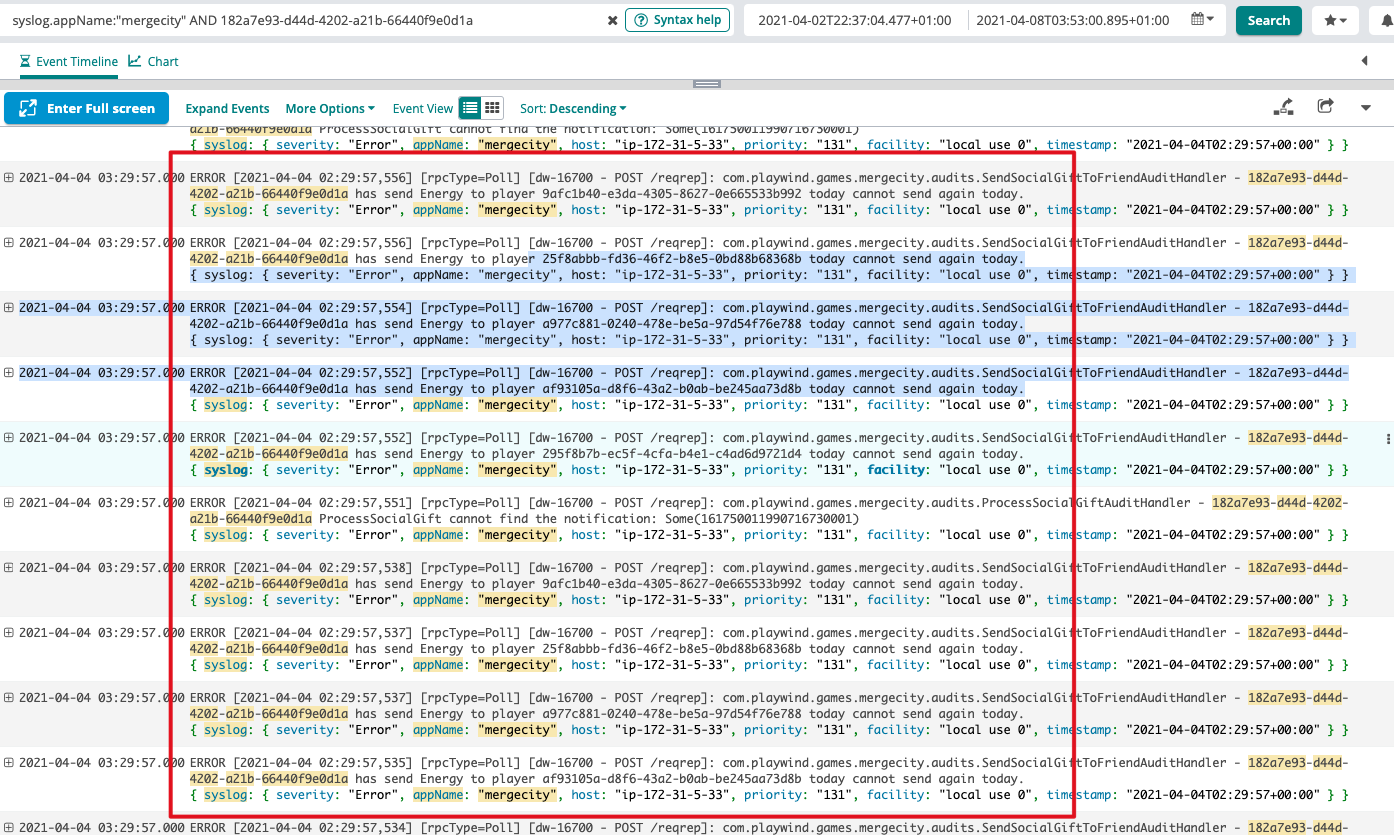 syslog.appName:"mergecity" AND 182a7e93-d44d-4202-a21b-66440f9e0d1a
Syntax help
2021-04-02T22:37:04.477+01:00
2021-04-08T03:53:00.895+01:00
Search
Event Timeline
Chart
Enter Full screen
Expand Events
More Options
Event View
Sort: Descending
a21b-66440f9e0d1a ProcessSocialGift cannot find the notification: Some(161750011990716730001)
{ syslog: { severity: "Error", appName: "mergecity", host: "ip-172-31-5-33", priority: "131", facility: "local use 0", timestamp: "2021-04-04T02:29:57+00:00" } }
2021-04-04 03:29:57.000 ERROR [2021-04-04 02:29:57,556] [rpcType=Poll] [dw-16700 - POST /reqrep]: com.playwind.games.mergecity.audits.SendSocialGiftToFriendAuditHandler - 182a7e93-d44d-
4202-a21b-66440f9e0d1a has send Energy to player 9afc1b40-e3da-4305-8627-0e665533b992 today cannot send again today.
{ syslog: { severity: "Error", appName: "mergecity", host: "ip-172-31-5-33", priority: "131", facility: "local use 0", timestamp: "2021-04-04T02:29:57+00:00" } }
2021-04-04 03:29:57.000 ERROR [2021-04-04 02:29:57,556] [rpcType=Poll] [dw-16700 - POST /reqrep]: com.playwind.games.mergecity.audits.SendSocialGiftToFriendAuditHandler - 182a7e93-d44d-
4202-a21b-66440f9e0d1a has send Energy to player 25f8abbb-fd36-46f2-b8e5-0bd88b68368b today cannot send again today.
{ syslog: { severity: "Error", appName: "mergecity", host: "ip-172-31-5-33", priority: "131", facility: "local use 0", timestamp: "2021-04-04T02:29:57+00:00" } }
2021-04-04 03:29:57.000 ERROR [2021-04-04 02:29:57,554] [rpcType=Poll] [dw-16700 - POST /reqrep]: com.playwind.games.mergecity.audits.SendSocialGiftToFriendAuditHandler - 182a7e93-d44d-
4202-a21b-66440f9e0d1a has send Energy to player a977c881-0240-478e-be5a-97d54f76e788 today cannot send again today.
{ syslog: { severity: "Error", appName: "mergecity", host: "ip-172-31-5-33", priority: "131", facility: "local use 0", timestamp: "2021-04-04T02:29:57+00:00" } }
2021-04-04 03:29:57.000 ERROR [2021-04-04 02:29:57,552] [rpcType=Poll] [dw-16700 - POST /reqrep]: com.playwind.games.mergecity.audits.SendSocialGiftToFriendAuditHandler - 182a7e93-d44d-
4202-a21b-66440f9e0d1a has send Energy to player af93105a-d8f6-43a2-b0ab-be245aa73d8b today cannot send again today.
{ syslog: { severity: "Error", appName: "mergecity", host: "ip-172-31-5-33", priority: "131", facility: "local use 0", timestamp: "2021-04-04T02:29:57+00:00" } }
2021-04-04 03:29:57.000 ERROR [2021-04-04 02:29:57,552] [rpcType=Poll] [dw-16700 - POST /reqrep]: com.playwind.games.mergecity.audits.SendSocialGiftToFriendAuditHandler - 182a7e93-d44d-
4202-a21b-66440f9e0d1a has send Energy to player 295f8b7b-ec5f-4cfa-b4e1-c4ad6d9721d4 today cannot send again today.
{ syslog: { severity: "Error", appName: "mergecity", host: "ip-172-31-5-33", priority: "131", facility: "local use 0", timestamp: "2021-04-04T02:29:57+00:00" } }
2021-04-04 03:29:57.000 ERROR [2021-04-04 02:29:57,551] [rpcType=Poll] [dw-16700 - POST /reqrep]: com.playwind.games.mergecity.audits.ProcessSocialGiftAuditHandler - 182a7e93-d44d-4202-
a21b-66440f9e0d1a ProcessSocialGift cannot find the notification: Some(161750011990716730001)
{ syslog: { severity: "Error", appName: "mergecity", host: "ip-172-31-5-33", priority: "131", facility: "local use 0", timestamp: "2021-04-04T02:29:57+00:00" } }
2021-04-04 03:29:57.000 ERROR [2021-04-04 02:29:57,538] [rpcType=Poll] [dw-16700 - POST /reqrep]: com.playwind.games.mergecity.audits.SendSocialGiftToFriendAuditHandler - 182a7e93-d44d-
4202-a21b-66440f9e0d1a has send Energy to player 9afc1b40-e3da-4305-8627-0e665533b992 today cannot send again today.
{ syslog: { severity: "Error", appName: "mergecity", host: "ip-172-31-5-33", priority: "131", facility: "local use 0", timestamp: "2021-04-04T02:29:57+00:00" } }
2021-04-04 03:29:57.000 ERROR [2021-04-04 02:29:57,537] [rpcType=Poll] [dw-16700 - POST /reqrep]: com.playwind.games.mergecity.audits.SendSocialGiftToFriendAuditHandler - 182a7e93-d44d-
4202-a21b-66440f9e0d1a has send Energy to player 25f8abbb-fd36-46f2-b8e5-0bd88b68368b today cannot send again today.
{ syslog: { severity: "Error", appName: "mergecity", host: "ip-172-31-5-33", priority: "131", facility: "local use 0", timestamp: "2021-04-04T02:29:57+00:00" } }
2021-04-04 03:29:57.000 ERROR [2021-04-04 02:29:57,537] [rpcType=Poll] [dw-16700 - POST /reqrep]: com.playwind.games.mergecity.audits.SendSocialGiftToFriendAuditHandler - 182a7e93-d44d-
4202-a21b-66440f9e0d1a has send Energy to player a977c881-0240-478e-be5a-97d54f76e788 today cannot send again today.
{ syslog: { severity: "Error", appName: "mergecity", host: "ip-172-31-5-33", priority: "131", facility: "local use 0", timestamp: "2021-04-04T02:29:57+00:00" } }
2021-04-04 03:29:57.000 ERROR [2021-04-04 02:29:57,535] [rpcType=Poll] [dw-16700 - POST /reqrep]: com.playwind.games.mergecity.audits.SendSocialGiftToFriendAuditHandler - 182a7e93-d44d-
4202-a21b-66440f9e0d1a has send Energy to player af93105a-d8f6-43a2-b0ab-be245aa73d8b today cannot send again today.
{ syslog: { severity: "Error", appName: "mergecity", host: "ip-172-31-5-33", priority: "131", facility: "local use 0", timestamp: "2021-04-04T02:29:57+00:00" } }
2021-04-04 03:29:57.000 ERROR [2021-04-04 02:29:57,534] [rpcType=Poll] [dw-16700 - POST /reqrep]: com.playwind.games.mergecity.audits.SendSocialGiftToFriendAuditHandler - 182a7e93-d44d-